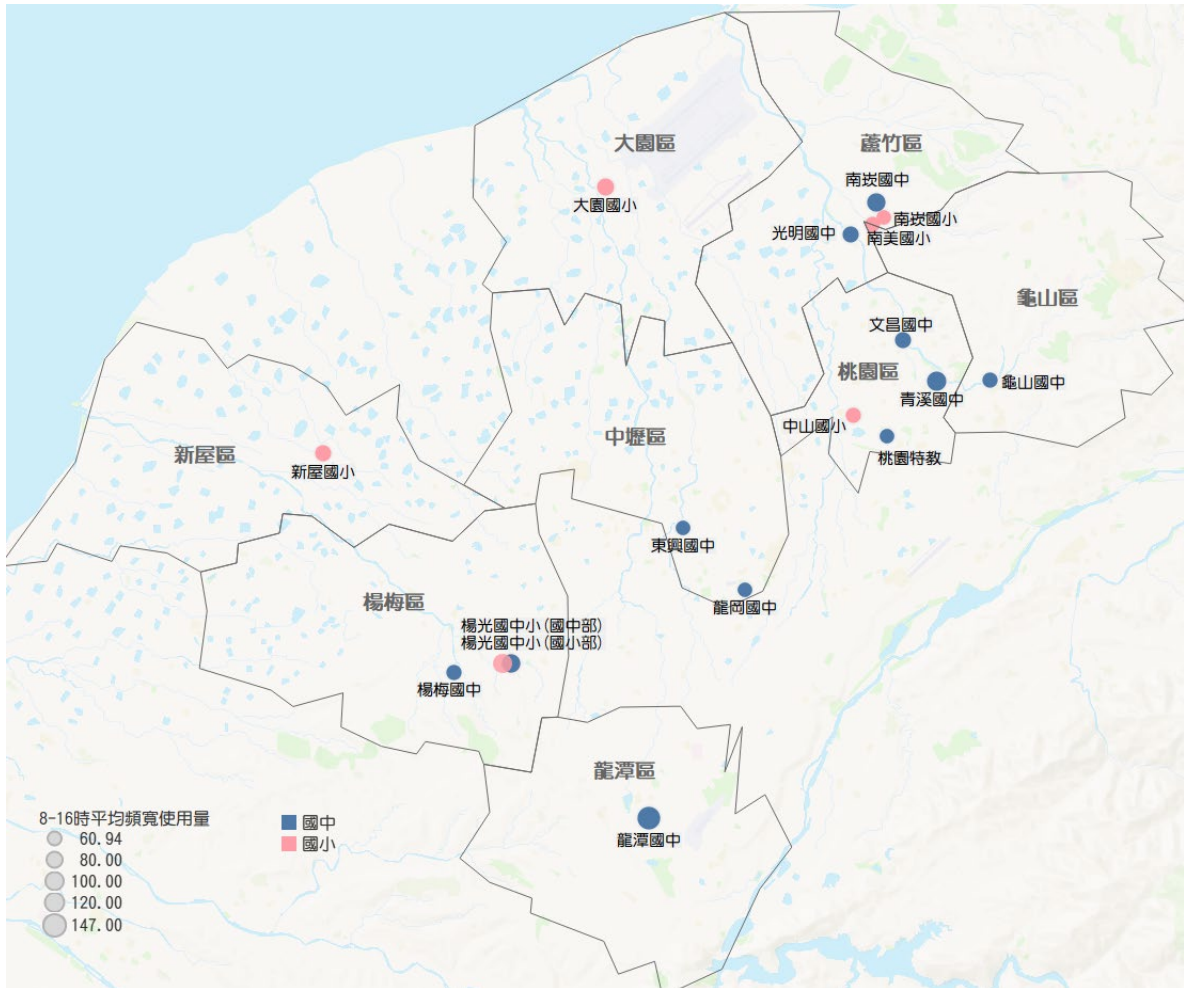 大園區
蘆竹區
南崁國中
大園國小
南崁國小
光明國中
南美國小
龜山區
文昌國中
桃園區
龜山國中
青溪國中
中山國小
中壢區
新屋區
桃園特教
新屋國小
東興國中
龍岡國中
楊梅區
楊光國中小(國中部)
楊光國中小(國小部)
楊梅國中
龍潭區
龍潭國中
8-16時平均頻寬使用量
60.94
80.00
100.00
120.00
147.00
國中
國小